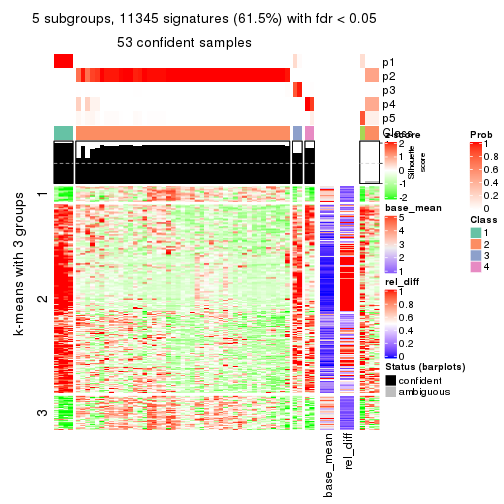 5 subgroups, 11345 signatures (61.5%) with fdr < 0.05
53 confident samples
p1
p2
p3
p4
p5
Class
k-means with 3 groups
1
2
3
base_mean
rel_diff
z-score
2
1
0
-1
-2
Silhouette
score
base_mean
5
4
3
2
1
rel_diff
1
0.8
0.6
0.4
0.2
0
Status (barplots)
confident
ambiguous
Prob
1
0.8
0.6
0.4
0.2
0
Class
1
2
3
4